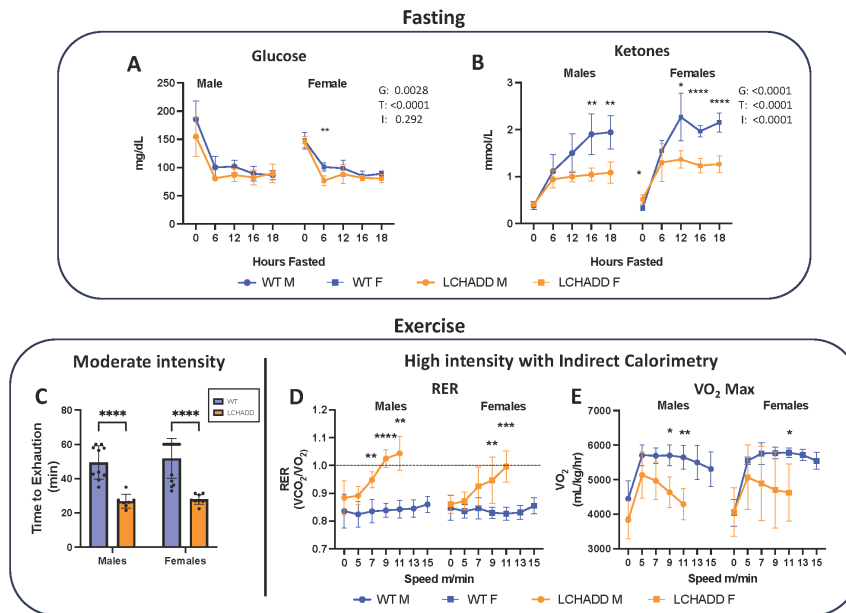 Fasting
A
Glucose
Male
Female
G: 0.0028
T: <0.0001
I: 0.292
mg/dL
250
200
150
100
50
0
**
0 6 12 16 18 0 6 12 16 18
Hours Fasted
B
Ketones
Males
Females
G: <0.0001
T: <0.0001
I: <0.0001
mmol/L
3
2
1
0
** ** * * **** ****
0 6 12 16 18 0 6 12 16 18
Hours Fasted
WT M WT F LCHADD M LCHADD F
Exercise
Moderate intensity
C
WT
LCHADD
Time to Exhaution
(min)
80
60
40
20
0
**** ****
Males Females
High intensity with Indirect Calorimetry
D
RER
Males
Females
RER
(VCO2/VO2)
1.2
1.1
1.0
0.9
0.8
0.7
** **** ** ** ***
0 5 7 9 11 13 15 0 5 7 9 11 13 15
Speed m/min
E
VO2 Max
Males
Females
VO2
(mL/kg/hr)
7000
6000
5000
4000
3000
* ** *
0 5 7 9 11 13 15 0 5 7 9 11 13 15
Speed m/min
WT M WT F LCHADD M LCHADD F